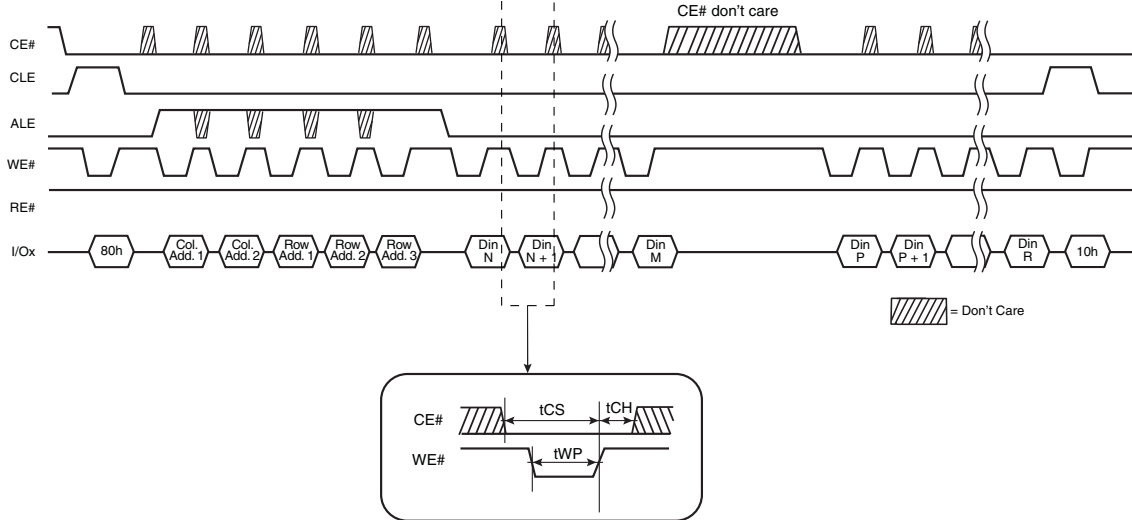 CE# don't care
CE#
CLE
ALE
WE#
RE#
I/Ox
80h
Col.
Add. 1
Col.
Add. 2
Row
Add. 1
Row
Add. 2
Row
Add. 3
Din
N
Din
N + 1
Din
M
Din
P
Din
P + 1
Din
R
10h
= Don't Care
CE#
tCS
tCH
WE#
tWP